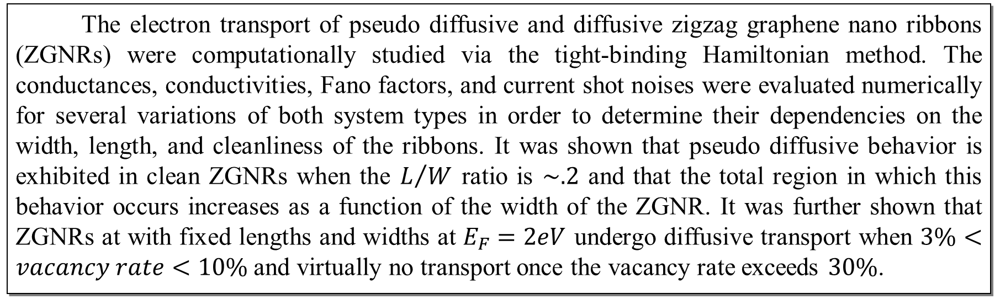 The electron transport of pseudo diffusive and diffusive zigzag graphene nano ribbons
(ZGNRs) were computationally studied via the tight-binding Hamiltonian method. The
conductances, conductivities, Fano factors, and current shot noises were evaluated numerically
for several variations of both system types in order to determine their dependencies on the
width, length, and cleanliness of the ribbons. It was shown that pseudo diffusive behavior is
exhibited in clean ZGNRs when the L/W ratio is ~.2 and that the total region in which this
behavior occurs increases as a function of the width of the ZGNR. It was further shown that
ZGNRs at with fixed lengths and widths at E_F = 2eV undergo diffusive transport when 3% <
vacancy rate < 10% and virtually no transport once the vacancy rate exceeds 30%.